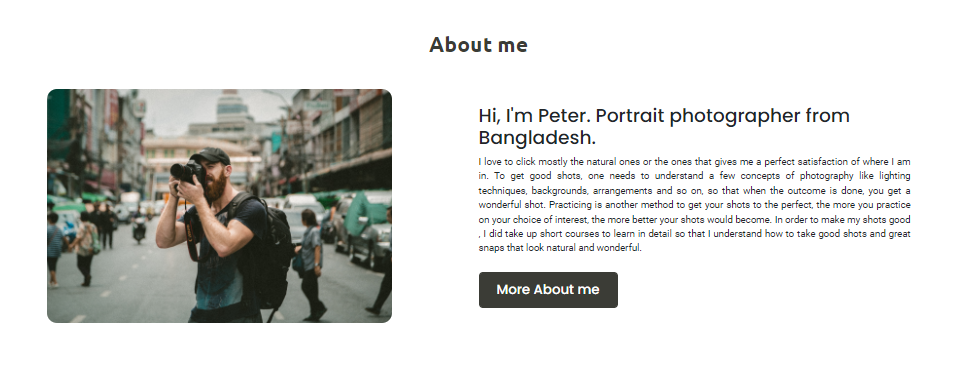 About me
Hi, I'm Peter. Portrait photographer from
Bangladesh.
I love to click mostly the natural ones or the ones that gives me a perfect satisfaction of where I am
in. To get good shots, one needs to understand a few concepts of photography like lighting
techniques, backgrounds, arrangements and so on, so that when the outcome is done, you get a
wonderful shot. Practicing is another method to get your shots to the perfect, the more you practice
on your choice of interest, the more better your shots would become. In order to make my shots good
, I did take up short courses to learn in detail so that I understand how to take good shots and great
snaps that look natural and wonderful.
More About me